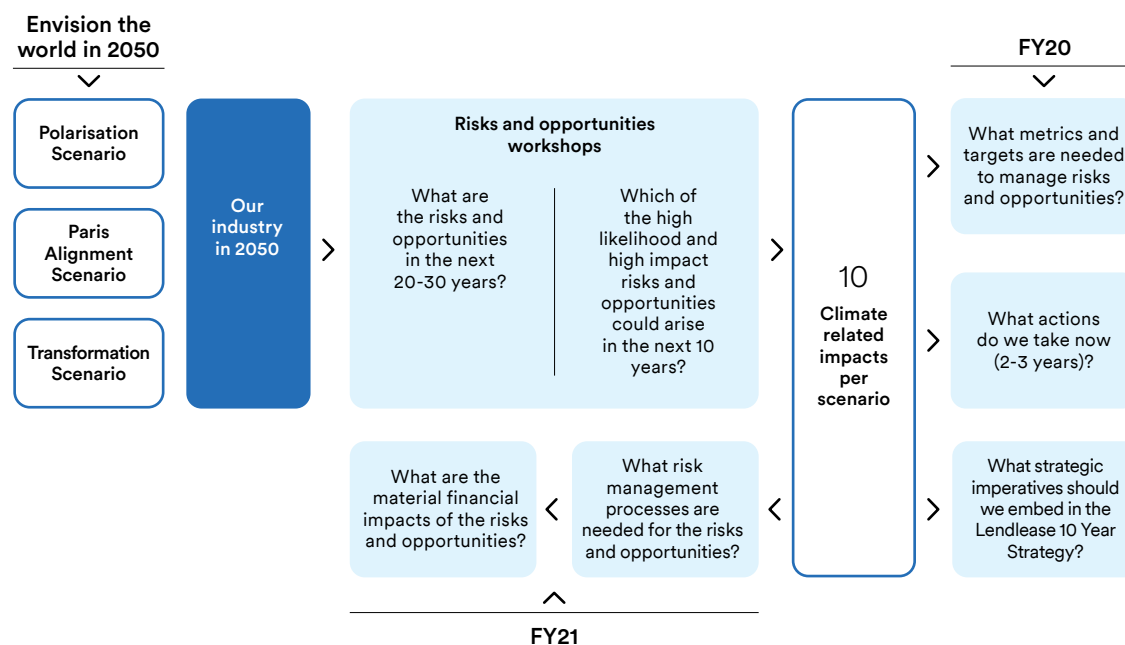 Envision the
world in 2050
Polarisation
Scenario
Paris
Alignment
Scenario
Transformation
Scenario
Our
industry
in 2050
Risks and opportunities
workshops
What are
the risks and
opportunities
in the next
20-30 years?
Which of
the high
likelihood and
high impact
risks and
opportunities
could arise
in the next 10
years?
10
Climate
related
impacts
per
scenario
FY20
What metrics and
targets are needed
to manage risks
and opportunities?
What actions
do we take now
(2-3 years)?
What strategic
imperatives should
we embed in the
Lendlease 10 Year
Strategy?
What risk
management
processes are
needed for the risks
and opportunities?
What are the
material financial
impacts of the risks
and opportunities?
FY21